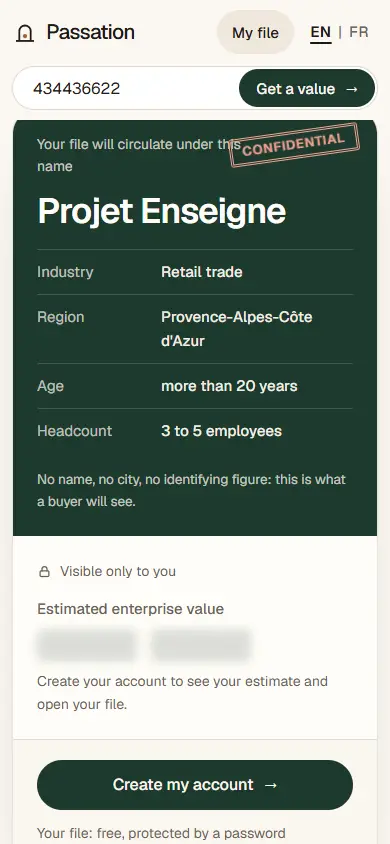 Passation
My file
EN | FR
434436622
Get a value →
Your file will circulate under this
name
CONFIDENTIAL
Projet Enseigne
Industry Retail trade
Region Provence-Alpes-Côte
d'Azur
Age more than 20 years
Headcount 3 to 5 employees
No name, no city, no identifying figure: this is what
a buyer will see.
Visible only to you
Estimated enterprise value
Create your account to see your estimate and
open your file.
Create my account →
Your file: free, protected by a password